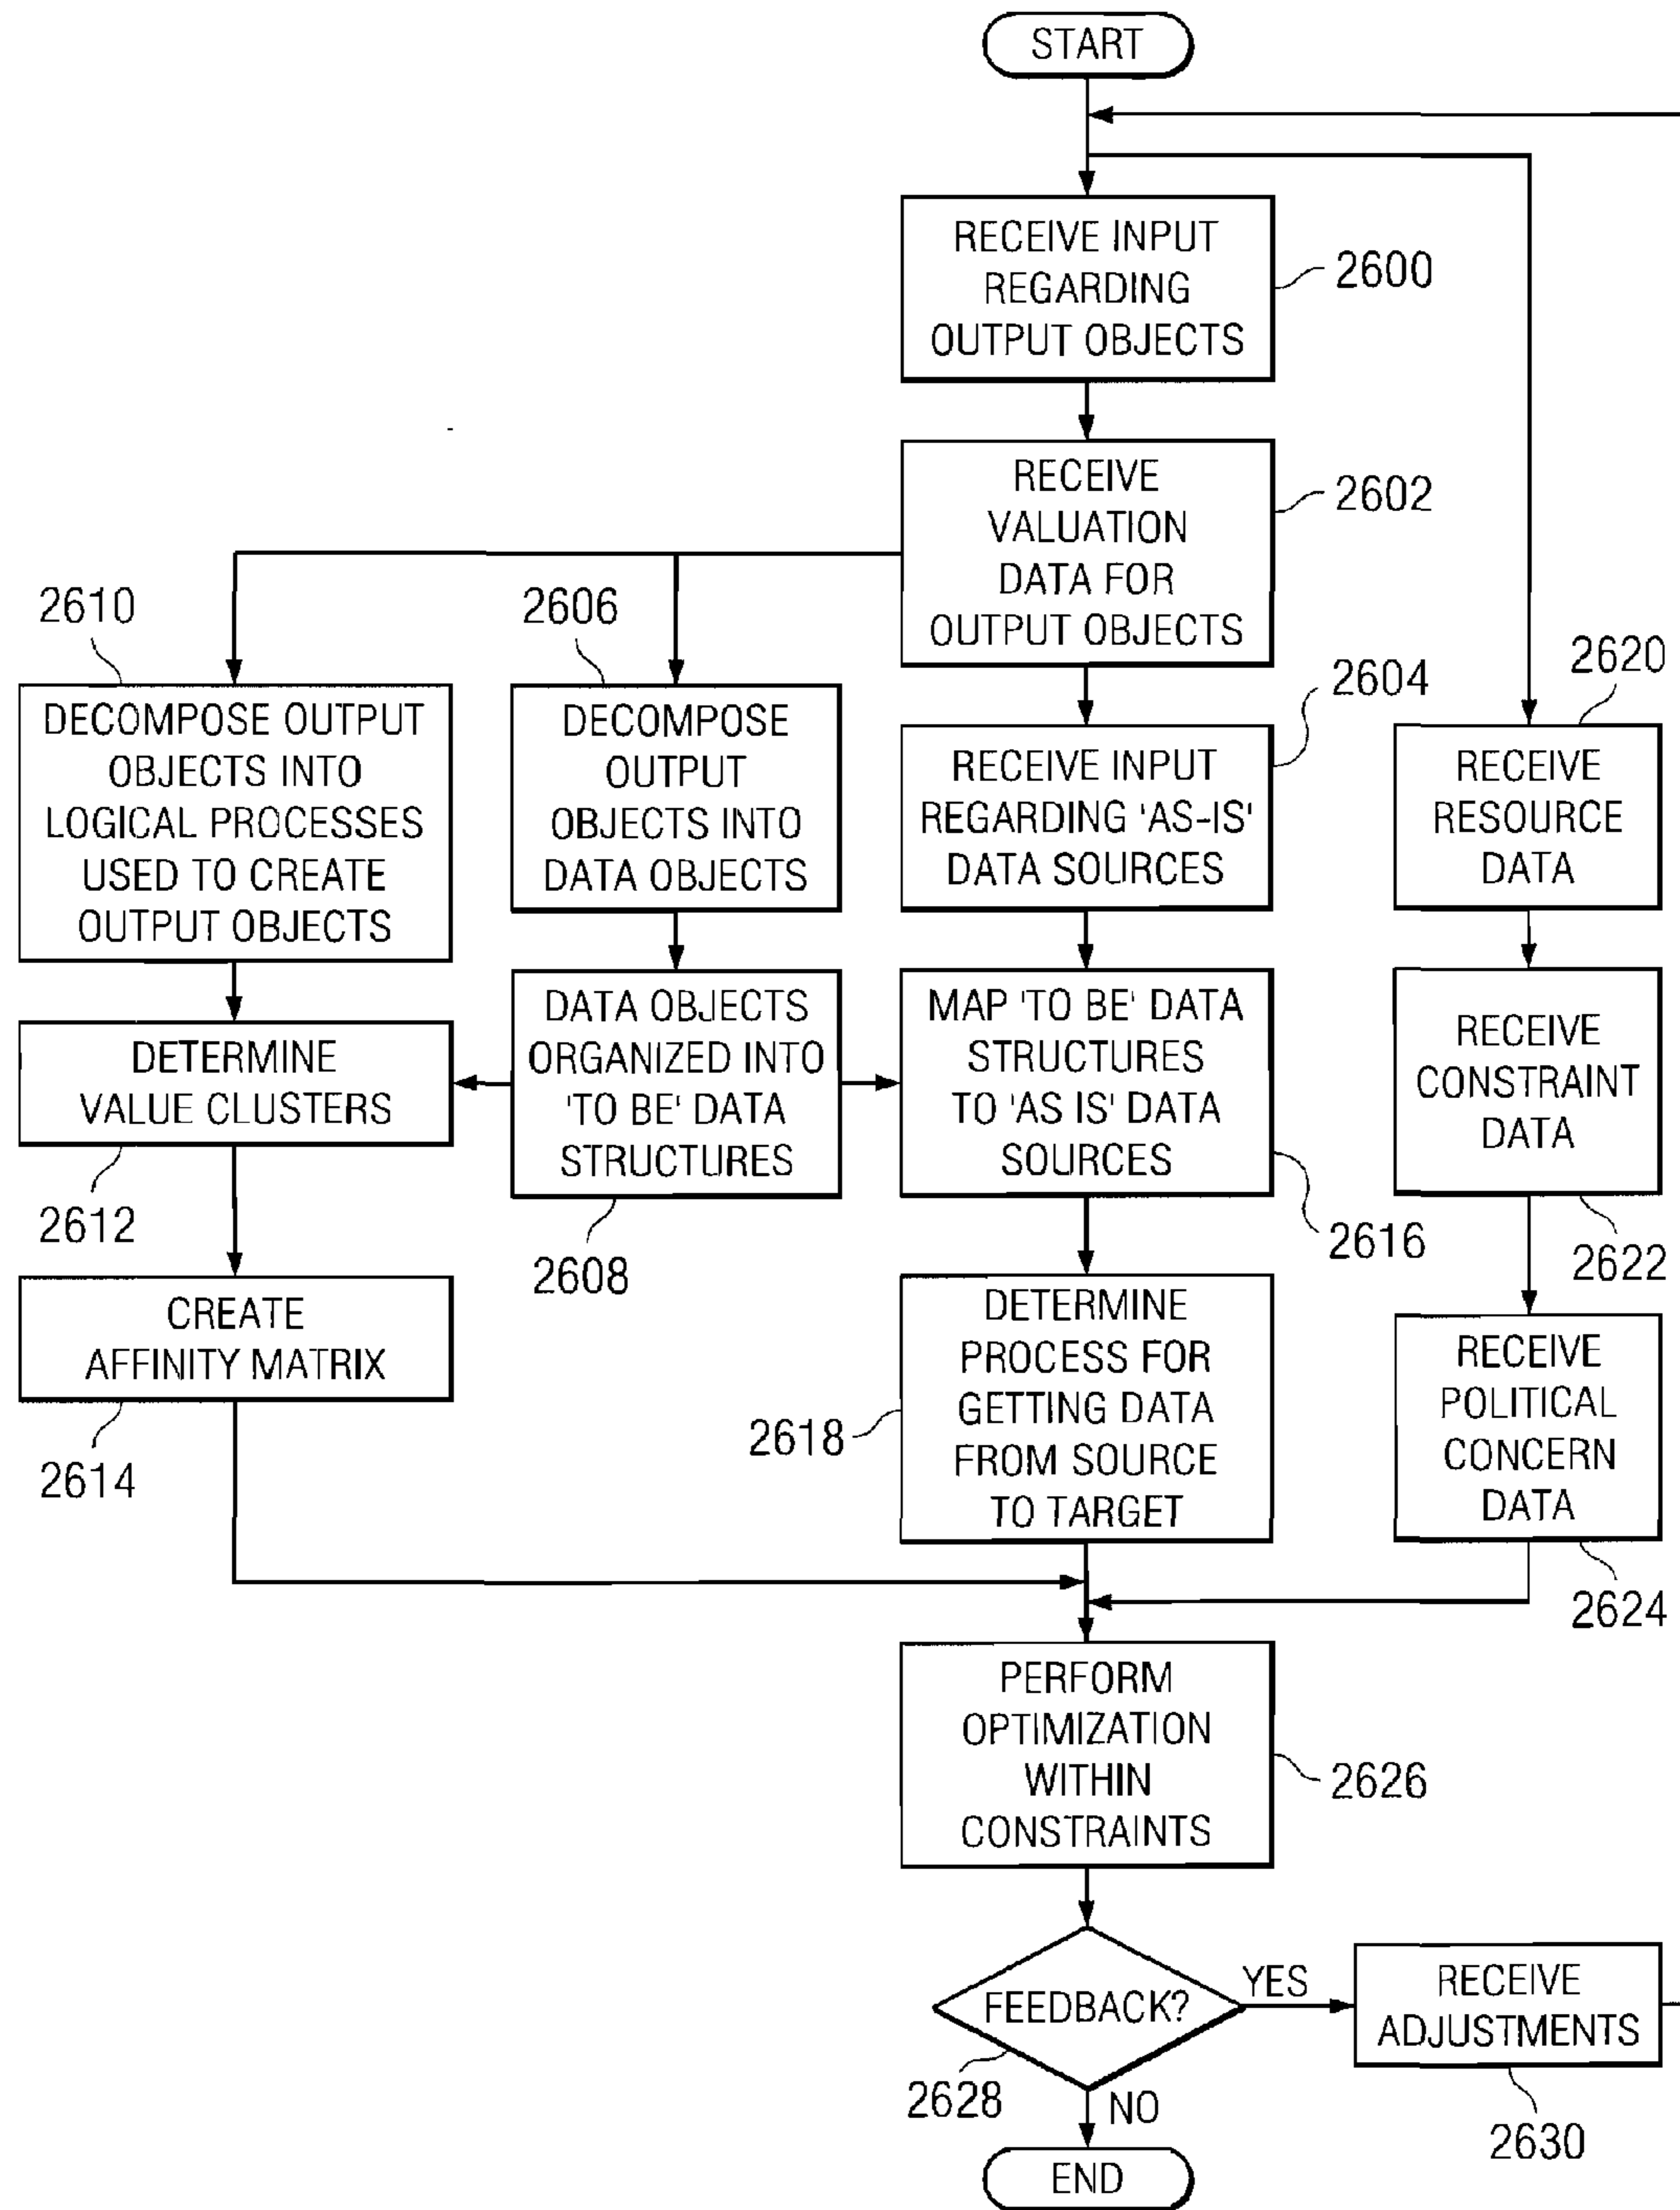 START
RECEIVE INPUT
REGARDING
OUTPUT OBJECTS
2600
RECEIVE
VALUATION
DATA FOR
OUTPUT OBJECTS
2602
2610
DECOMPOSE OUTPUT
OBJECTS INTO
LOGICAL PROCESSES
USED TO CREATE
OUTPUT OBJECTS
2606
DECOMPOSE
OUTPUT
OBJECTS INTO
DATA OBJECTS
2604
RECEIVE INPUT
REGARDING 'AS-IS'
DATA SOURCES
2620
RECEIVE
RESOURCE
DATA
DETERMINE
VALUE CLUSTERS
2612
DATA OBJECTS
ORGANIZED INTO
'TO BE' DATA
STRUCTURES
2608
MAP 'TO BE' DATA
STRUCTURES
TO 'AS IS' DATA
SOURCES
2616
RECEIVE
CONSTRAINT
DATA
2622
CREATE
AFFINITY MATRIX
2614
DETERMINE
PROCESS FOR
GETTING DATA
FROM SOURCE
TO TARGET
2618
RECEIVE
POLITICAL
CONCERN
DATA
2624
PERFORM
OPTIMIZATION
WITHIN
CONSTRAINTS
2626
FEEDBACK?
2628
YES
RECEIVE
ADJUSTMENTS
2630
NO
END